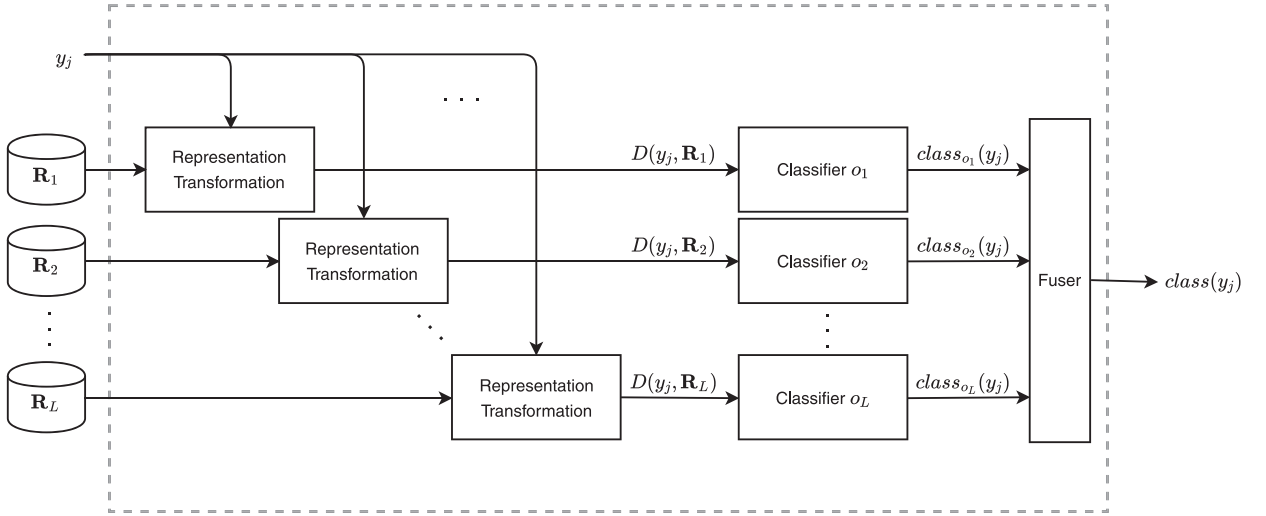 y_j
. . .
R_1
Representation
Transformation
D(y_j, R_1)
Classifier o_1
class_{o_1}(y_j)
R_2
Representation
Transformation
D(y_j, R_2)
Classifier o_2
class_{o_2}(y_j)
Fuser
class(y_j)
R_L
Representation
Transformation
D(y_j, R_L)
Classifier o_L
class_{o_L}(y_j)